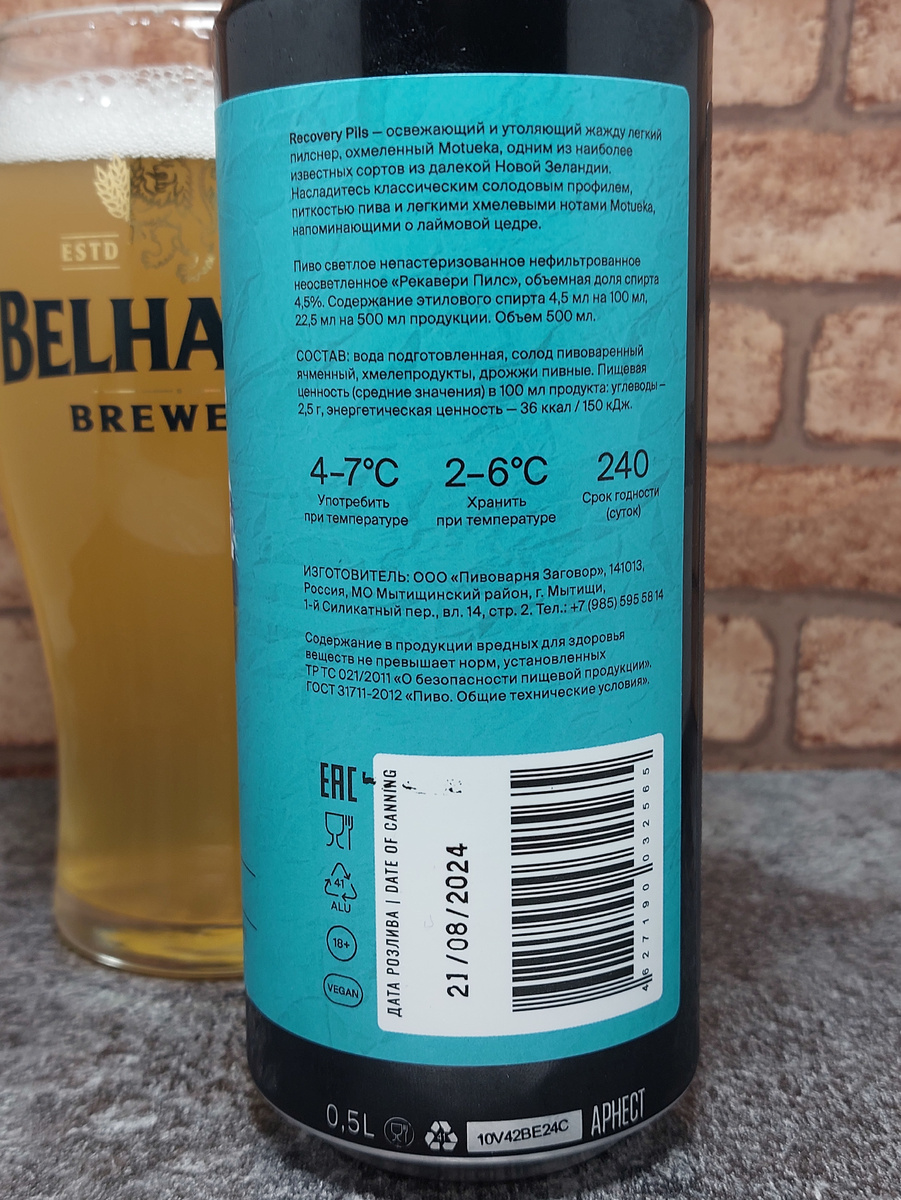 Recovery Pils — освежающий и утоляющий жажду легкий
пилснер, охмеленный Motueka, одним из наиболее
известных сортов из далекой Новой Зеландии.
Насладитесь классическим солодовым профилем,
питкостью пива и легкими хмелевыми нотами Motueka,
напоминающими о лаймовой цедре.
Пиво светлое непастеризованное нефильтрованное
неосветленное «Рекавери Пилс», объемная доля спирта
4,5%. Содержание этилового спирта 4,5 мл на 100 мл,
22,5 мл на 500 мл продукции. Объем 500 мл.
СОСТАВ: вода подготовленная, солод пивоваренный
ячменный, хмелепродукты, дрожжи пивные. Пищевая
ценность (средние значения) в 100 мл продукта: углеводы –
2,5 г, энергетическая ценность — 36 ккал / 150 кДж.
4–7°C 2–6°C 240
Употребить Хранить Срок годности
при температуре при температуре (суток)
ИЗГОТОВИТЕЛЬ: ООО «Пивоварня Заговор», 141013,
Россия, МО Мытищинский район, г. Мытищи,
1-й Силикатный пер., вл. 14, стр. 2. Тел.: +7 (985) 595 58 14
Содержание в продукции вредных для здоровья
веществ не превышает норм, установленных
ТР ТС 021/2011 «О безопасности пищевой продукции».
ГОСТ 31711-2012 «Пиво. Общие технические условия».
EAC
41
ALU
18+
VEGAN
ДАТА РОЗЛИВА | DATE OF CANNING
21/08/2024
4 627190 032565
0,5L
41
10V42BE24C
АРНЕСТ
ESTD
BELHA
BREWE